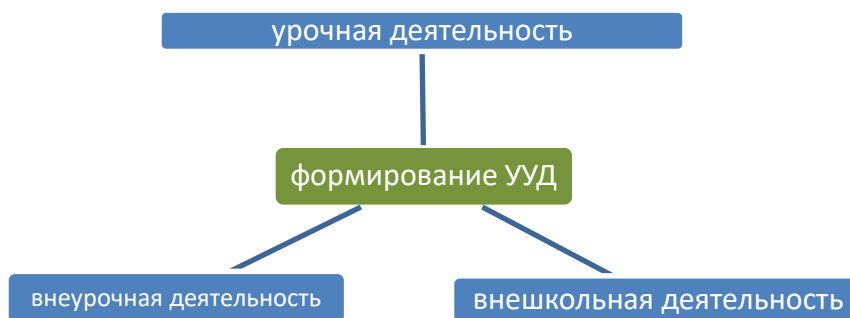 урочная деятельность
формирование УУД
внеурочная деятельность
внешкольная деятельность